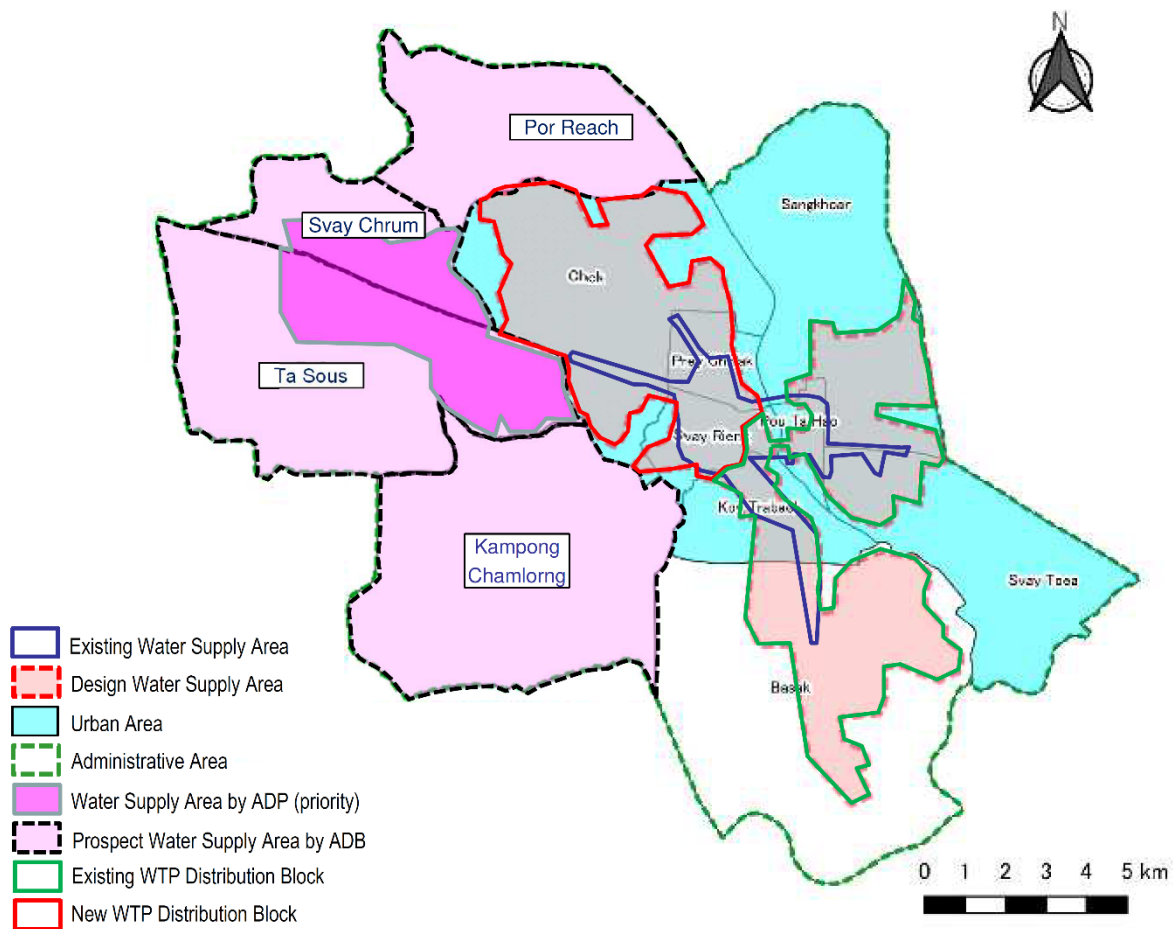 N
Por Reach
Sangkhoar
Svay Chrum
Chek
Prey Chhlak
Ta Sous
Pou Ta Hao
Svay Rieng
Koy Trabaek
Kampong
Chamlorng
Svay Toea
Basak
Existing Water Supply Area
Design Water Supply Area
Urban Area
Administrative Area
Water Supply Area by ADP (priority)
Prospect Water Supply Area by ADB
Existing WTP Distribution Block
New WTP Distribution Block
0 1 2 3 4 5 km